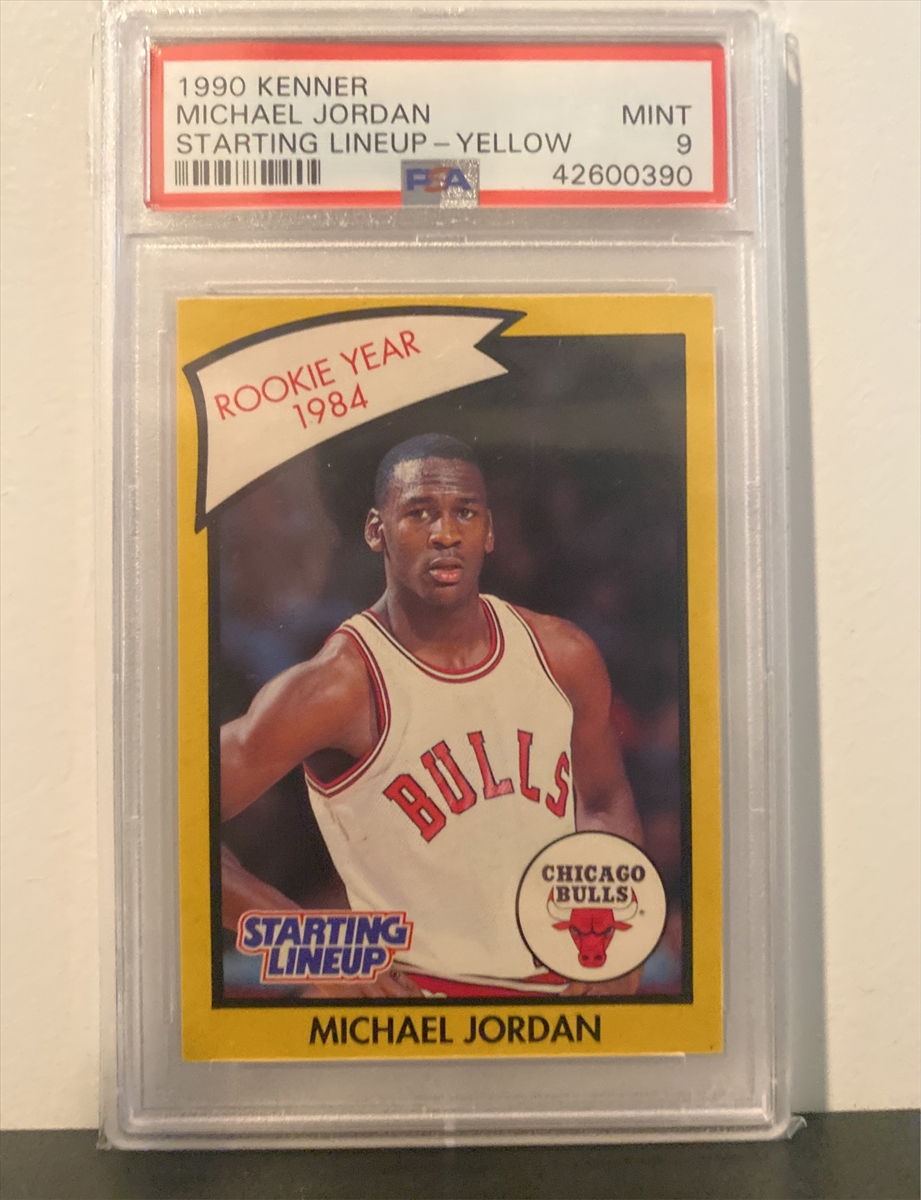 1990 KENNER
MICHAEL JORDAN MINT
STARTING LINEUP – YELLOW 9
PSA 42600390
ROOKIE YEAR
1984
BULLS
CHICAGO
BULLS
STARTING
LINEUP
MICHAEL JORDAN